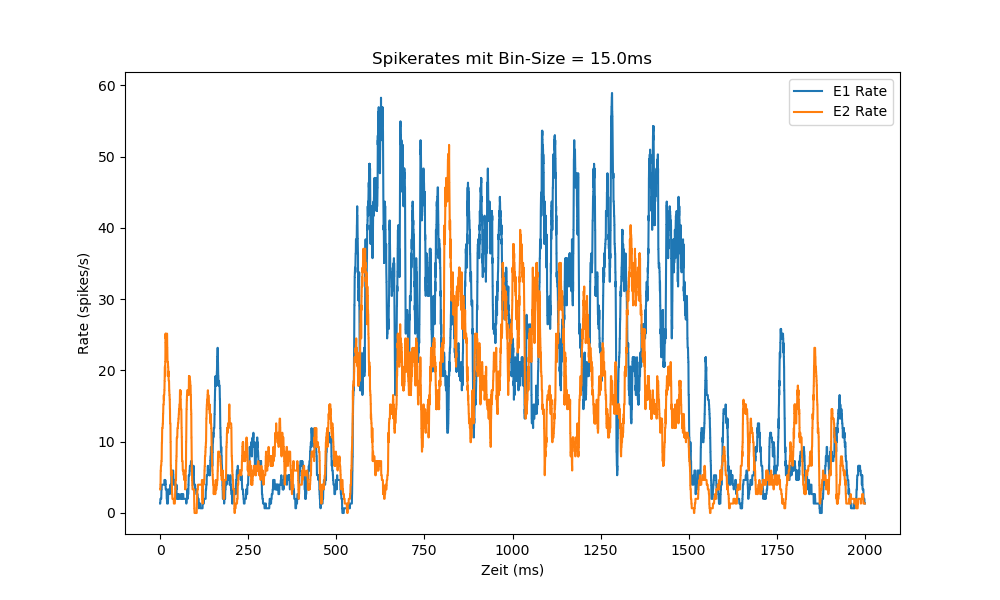 Spikerates mit Bin-Size = 15.0ms
E1 Rate
E2 Rate
Rate (spikes/s)
60
50
40
30
20
10
0
0 250 500 750 1000 1250 1500 1750 2000
Zeit (ms)